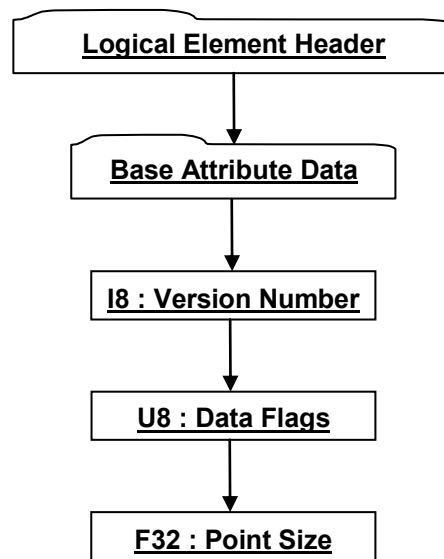 Logical Element Header
Base Attribute Data
I8 : Version Number
U8 : Data Flags
F32 : Point Size